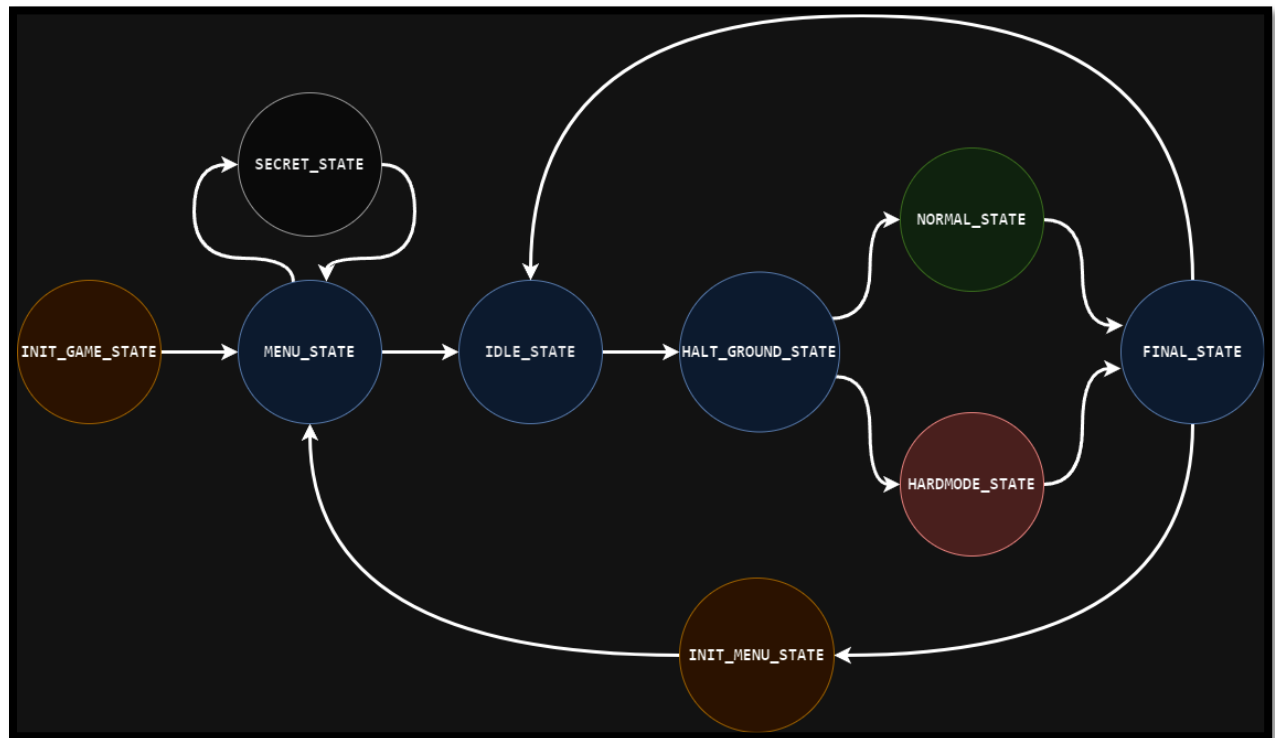 SECRET_STATE
NORMAL_STATE
INIT_GAME_STATE
MENU_STATE
IDLE_STATE
HALT_GROUND_STATE
FINAL_STATE
HARDMODE_STATE
INIT_MENU_STATE